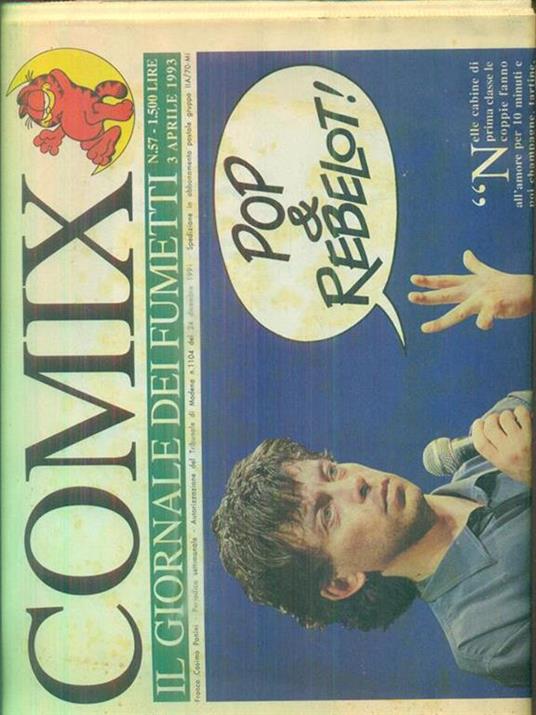 COMIX
IL GIORNALE DEI FUMETTI
N.57 - 1.500 LIRE
3 APRILE 1993
Franco Cosimo Panini - Periodico settimanale - Autorizzazione del Tribunale di Modena n.1104 del 24 dicembre 1991 - Spedizione in abbonamento postale gruppo IIA/70-Mi
POP
&
REBELOT!
“Nelle cabine di
prima classe le
coppie fanno
all'amore per 10 minuti e
poi champagne, tartine,